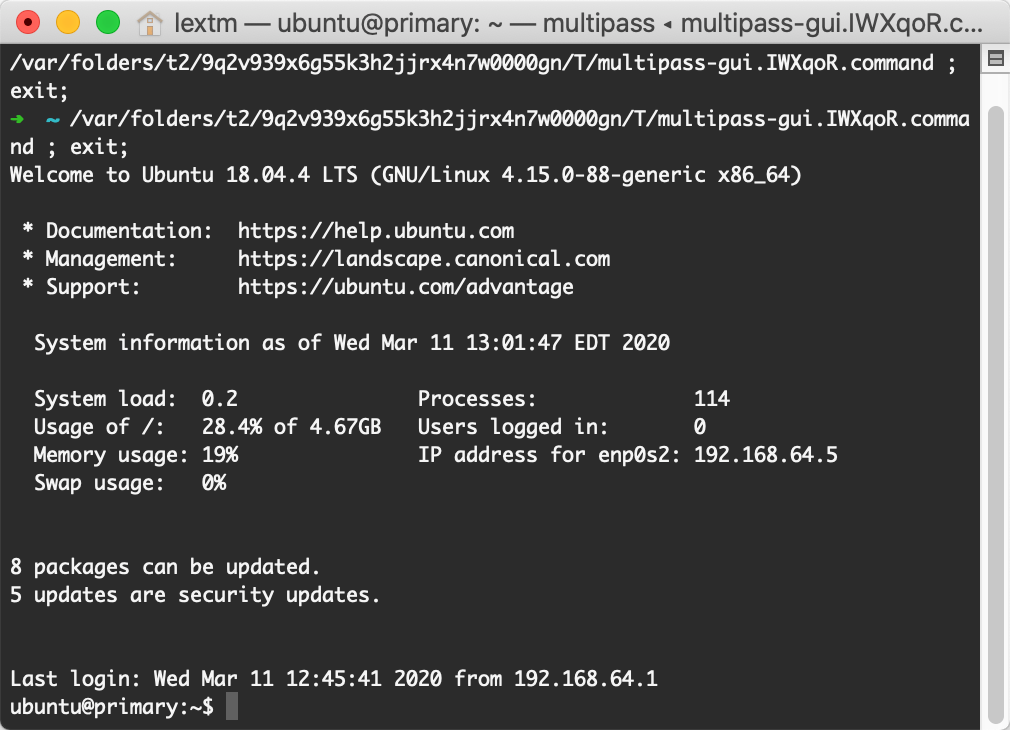 lextm — ubuntu@primary: ~ — multipass ◂ multipass-gui.IWXqoR.c...
/var/folders/t2/9q2v939x6g55k3h2jjrx4n7w0000gn/T/multipass-gui.IWXqoR.command ;
exit;
➜  ~ /var/folders/t2/9q2v939x6g55k3h2jjrx4n7w0000gn/T/multipass-gui.IWXqoR.comma
nd ; exit;
Welcome to Ubuntu 18.04.4 LTS (GNU/Linux 4.15.0-88-generic x86_64)
 * Documentation:  https://help.ubuntu.com
 * Management:     https://landscape.canonical.com
 * Support:        https://ubuntu.com/advantage
  System information as of Wed Mar 11 13:01:47 EDT 2020
  System load:  0.2               Processes:             114
  Usage of /:   28.4% of 4.67GB   Users logged in:       0
  Memory usage: 19%               IP address for enp0s2: 192.168.64.5
  Swap usage:   0%
8 packages can be updated.
5 updates are security updates.
Last login: Wed Mar 11 12:45:41 2020 from 192.168.64.1
ubuntu@primary:~$